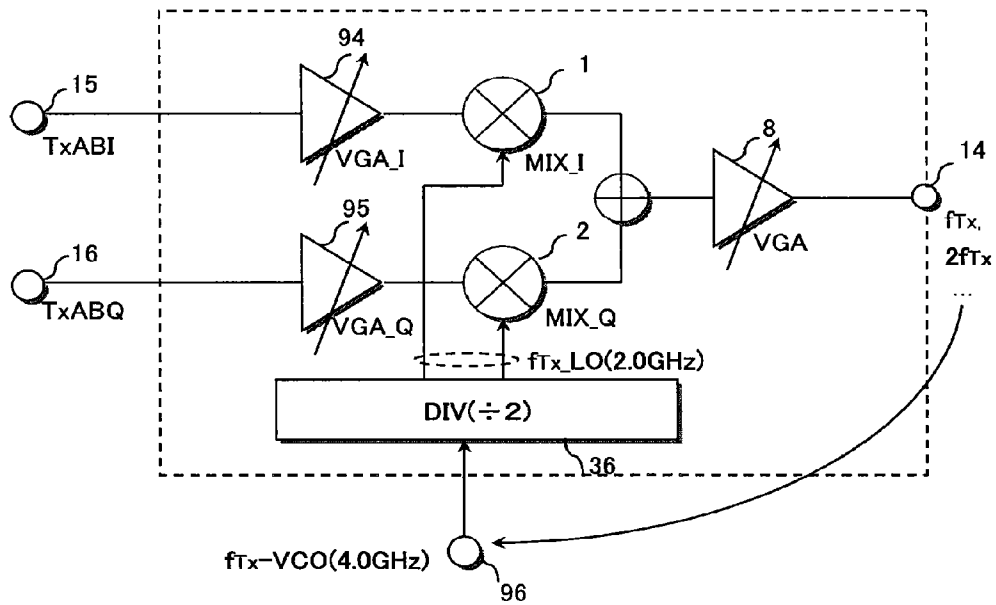 94
1
15
TxABI
VGA_I
MIX_I
8
14
95
2
VGA
fTx,
2fTx
...
16
TxABQ
VGA_Q
MIX_Q
fTx_LO(2.0GHz)
DIV(÷2)
36
fTx-VCO(4.0GHz)
96